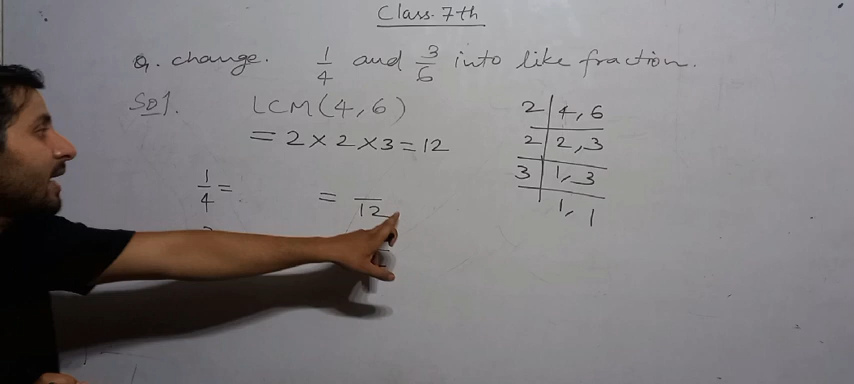 Class. 7th
Q. change. 1/4 and 3/6 into like fraction.
Sol. LCM(4,6)
= 2 × 2 × 3 = 12
2 | 4, 6
2 | 2, 3
3 | 1, 3
1, 1
1/4 = = /12